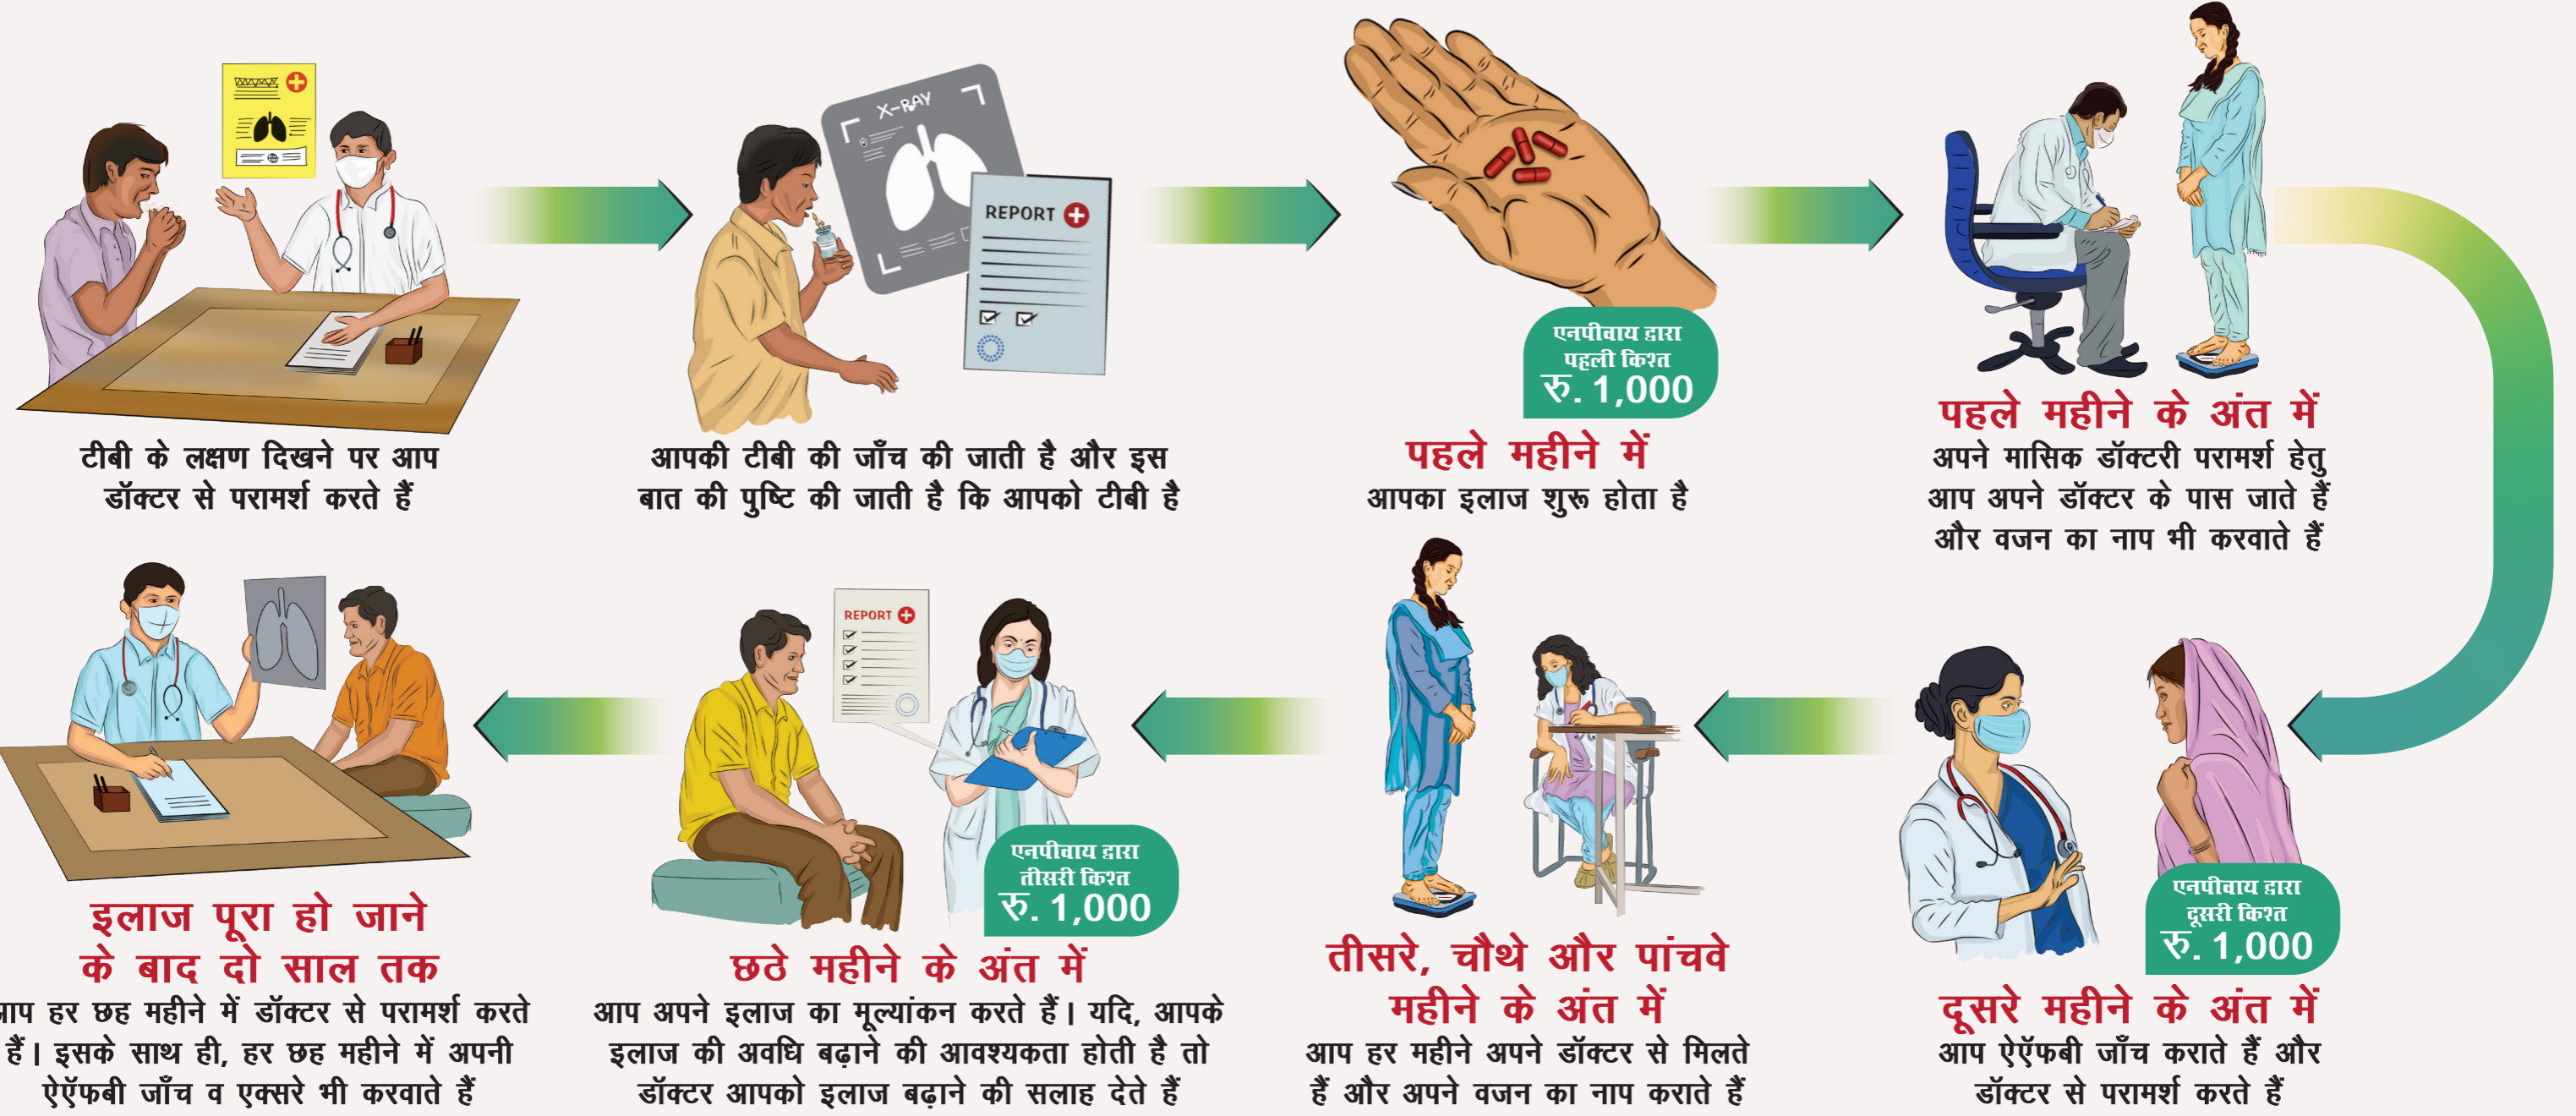 X-RAY
REPORT
टीबी के लक्षण दिखने पर आप
डॉक्टर से परामर्श करते हैं
आपकी टीबी की जाँच की जाती है और इस
बात की पुष्टि की जाती है कि आपको टीबी है
एनपीवाय द्वारा
पहली किश्त
रु. 1,000
पहले महीने में
आपका इलाज शुरू होता है
पहले महीने के अंत में
अपने मासिक डॉक्टरी परामर्श हेतु
आप अपने डॉक्टर के पास जाते हैं
और वजन का नाप भी करवाते हैं
एनपीवाय द्वारा
दूसरी किश्त
रु. 1,000
दूसरे महीने के अंत में
आप ऐऍफबी जाँच कराते हैं और
डॉक्टर से परामर्श करते हैं
तीसरे, चौथे और पांचवे
महीने के अंत में
आप हर महीने अपने डॉक्टर से मिलते
हैं और अपने वजन का नाप कराते हैं
REPORT
एनपीवाय द्वारा
तीसरी किश्त
रु. 1,000
छठे महीने के अंत में
आप अपने इलाज का मूल्यांकन करते हैं। यदि, आपके
इलाज की अवधि बढ़ाने की आवश्यकता होती है तो
डॉक्टर आपको इलाज बढ़ाने की सलाह देते हैं
इलाज पूरा हो जाने
के बाद दो साल तक
आप हर छह महीने में डॉक्टर से परामर्श करते
हैं। इसके साथ ही, हर छह महीने में अपनी
ऐऍफबी जाँच व एक्सरे भी करवाते हैं